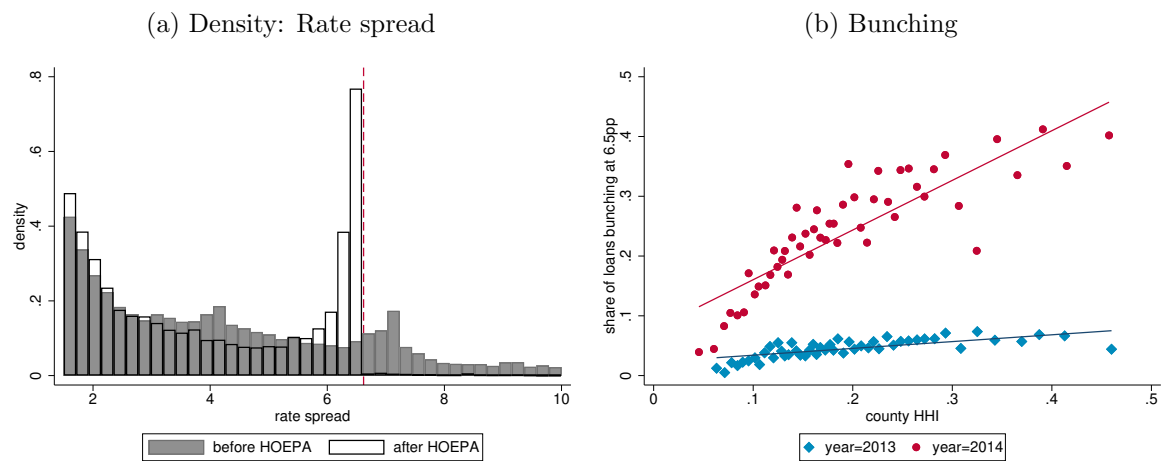 (a) Density: Rate spread
.8
.6
.4
.2
0
density
2 4 6 8 10
rate spread
before HOEPA after HOEPA
(b) Bunching
.5
.4
.3
.2
.1
0
share of loans bunching at 6.5pp
0 .1 .2 .3 .4 .5
county HHI
year=2013 year=2014